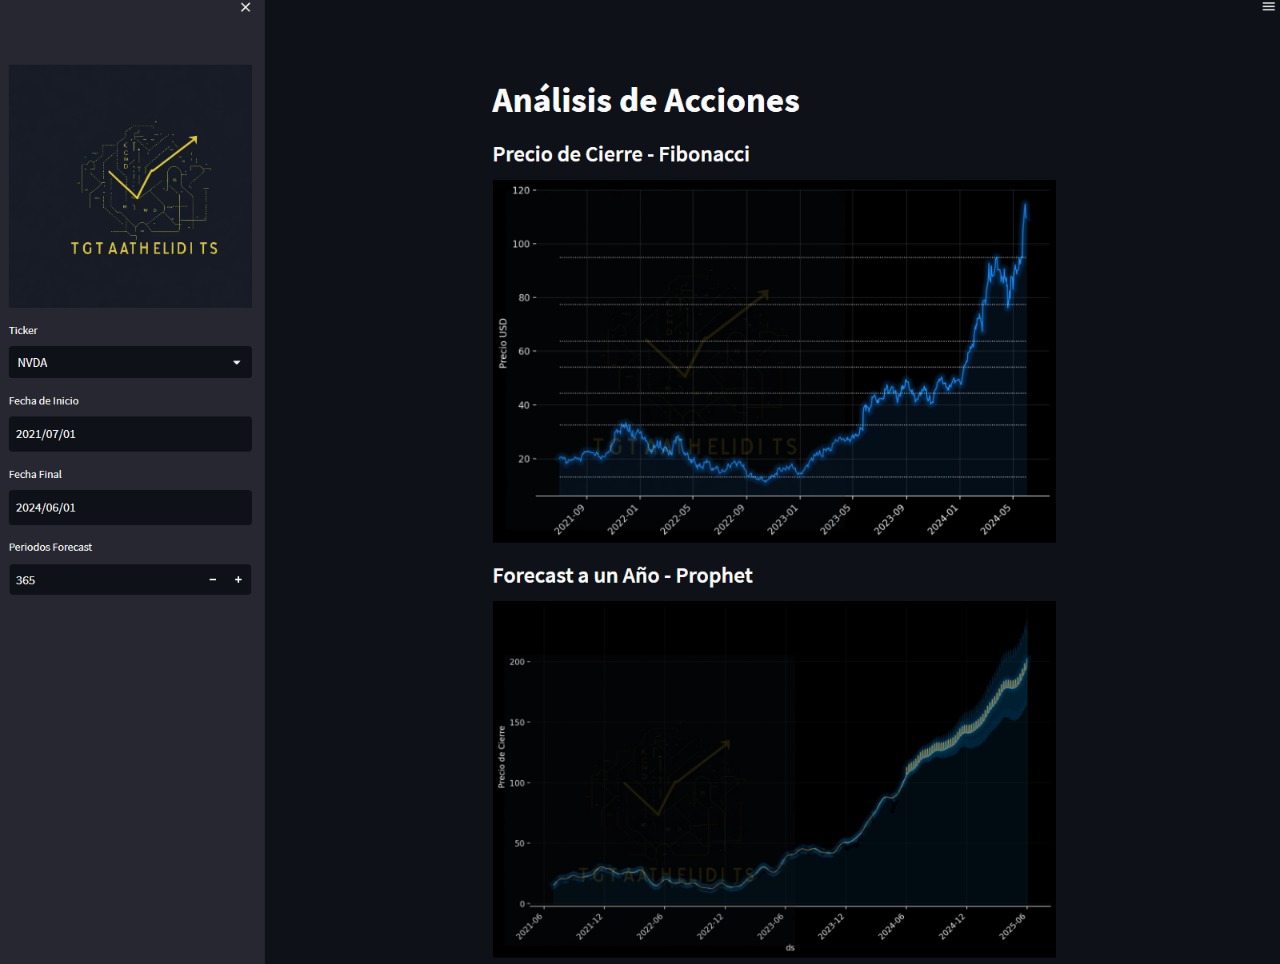 TGTAATHELIDITS
Ticker
NVDA
Fecha de Inicio
2021/07/01
Fecha Final
2024/06/01
Periodos Forecast
365
Análisis de Acciones
Precio de Cierre - Fibonacci
120
100
80
60
40
20
Precio USD
TGTAATHELIDITS
2021-09
2022-01
2022-05
2022-09
2023-01
2023-05
2023-09
2024-01
2024-05
Forecast a un Año - Prophet
200
150
100
50
0
Precio de Cierre
TGTAATHELIDITS
2021-06
2021-12
2022-06
2022-12
2023-06
2023-12
2024-06
2024-12
2025-06
ds